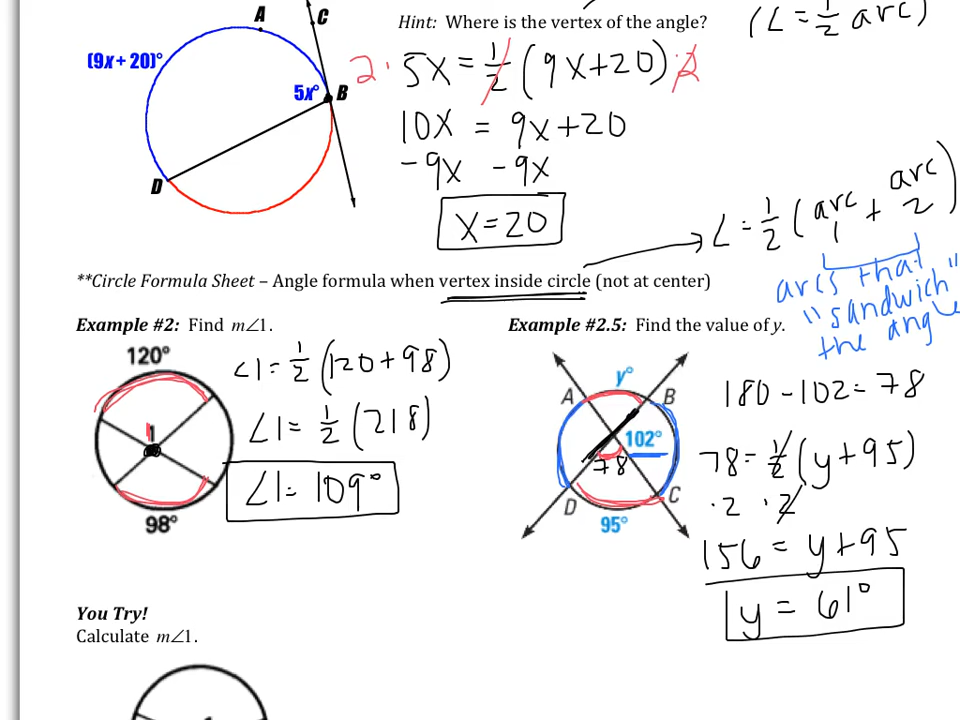 Hint: Where is the vertex of the angle?
(∠ = 1/2 arc)
A
C
(9x + 20)°
5x°
B
D
2 · 5x = 1/2 (9x+20) · 2
10x = 9x+20
-9x -9x
x = 20
∠ = 1/2 (arc 1 + arc 2)
arcs that
"sandwich"
the angle
**Circle Formula Sheet – Angle formula when vertex inside circle (not at center)
Example #2: Find m∠1.
120°
1
98°
∠1 = 1/2 (120+98)
∠1 = 1/2 (218)
∠1 = 109°
Example #2.5: Find the value of y.
y°
A
B
102°
78
D
C
95°
180 - 102 = 78
78 = 1/2 (y+95)
·2 ·2
156 = y+95
y = 61°
You Try!
Calculate m∠1.